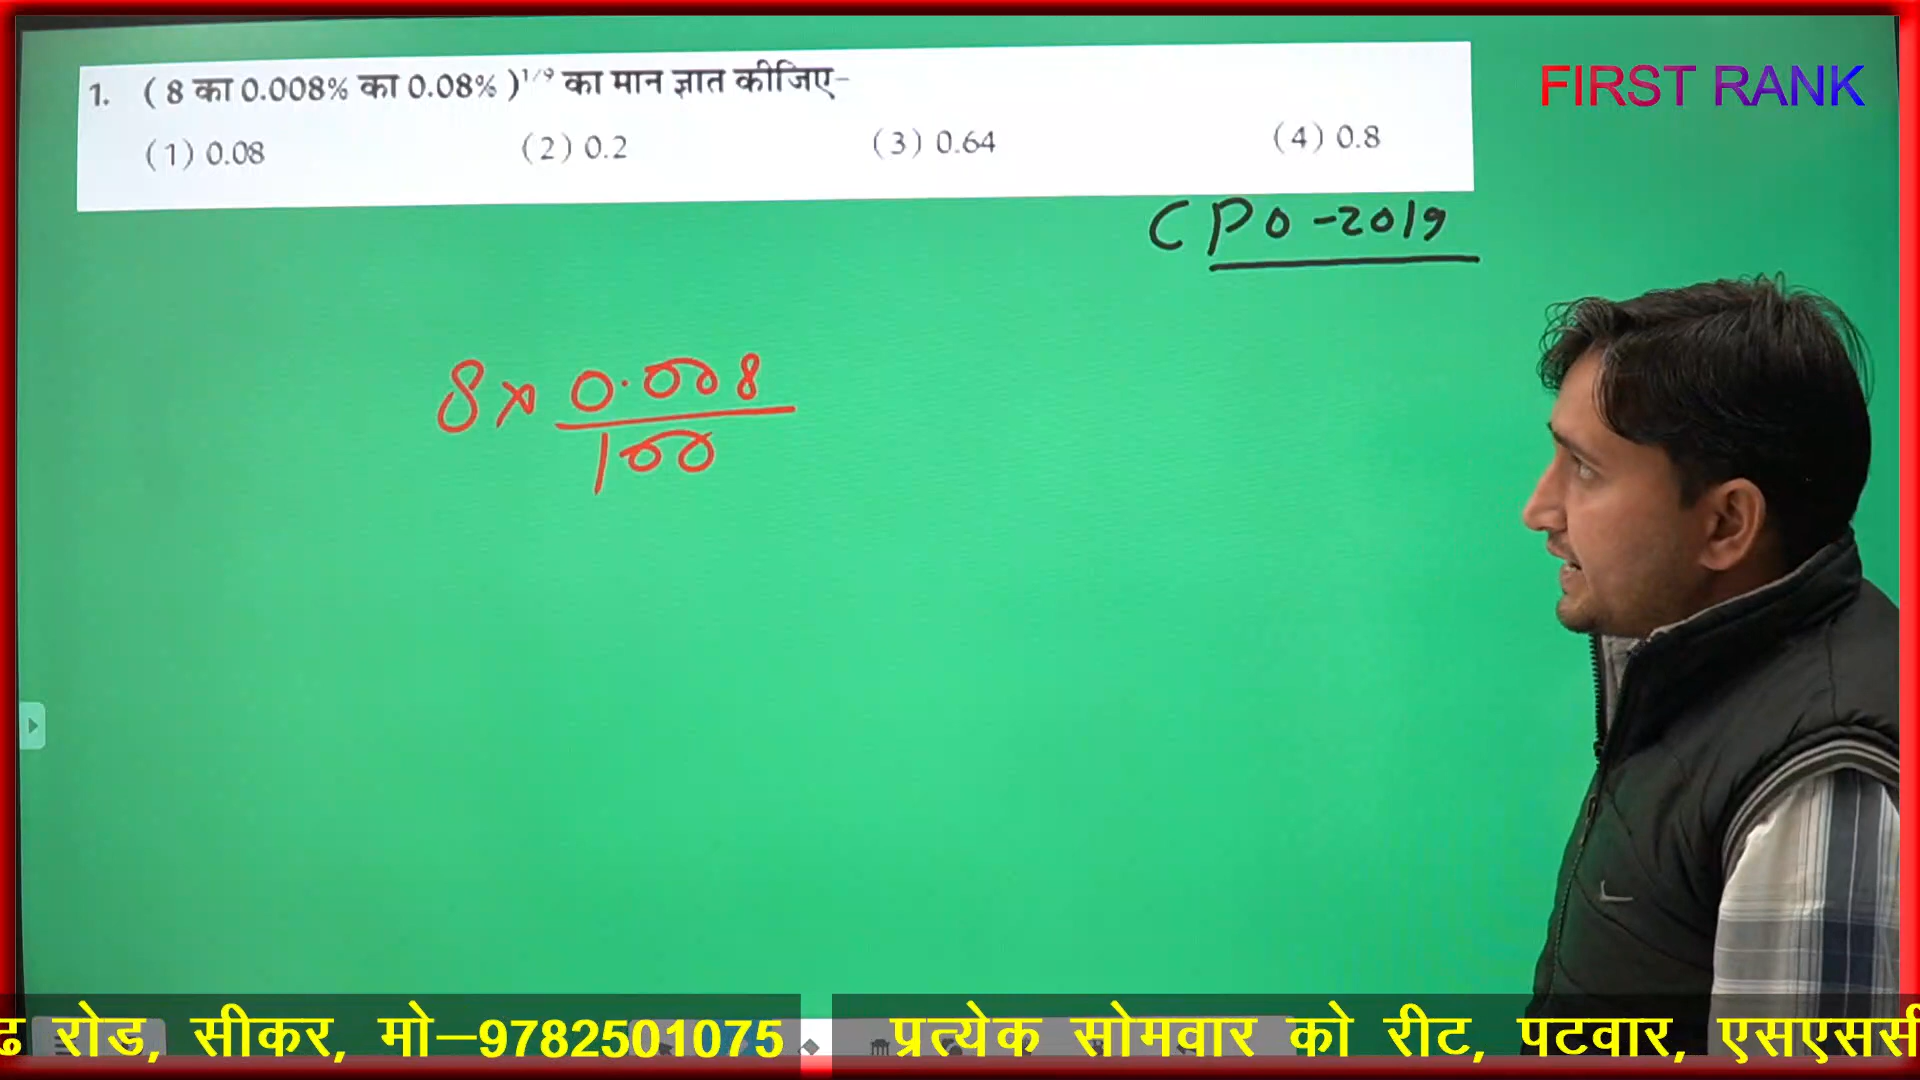 1. ( 8 का 0.008% का 0.08% )^1/9 का मान ज्ञात कीजिए-
(1) 0.08 (2) 0.2 (3) 0.64 (4) 0.8
FIRST RANK
CPO-2019
8 × 0.008
100
रोड, सीकर, मो–9782501075 प्रत्येक सोमवार को रीट, पटवार, एसएससी